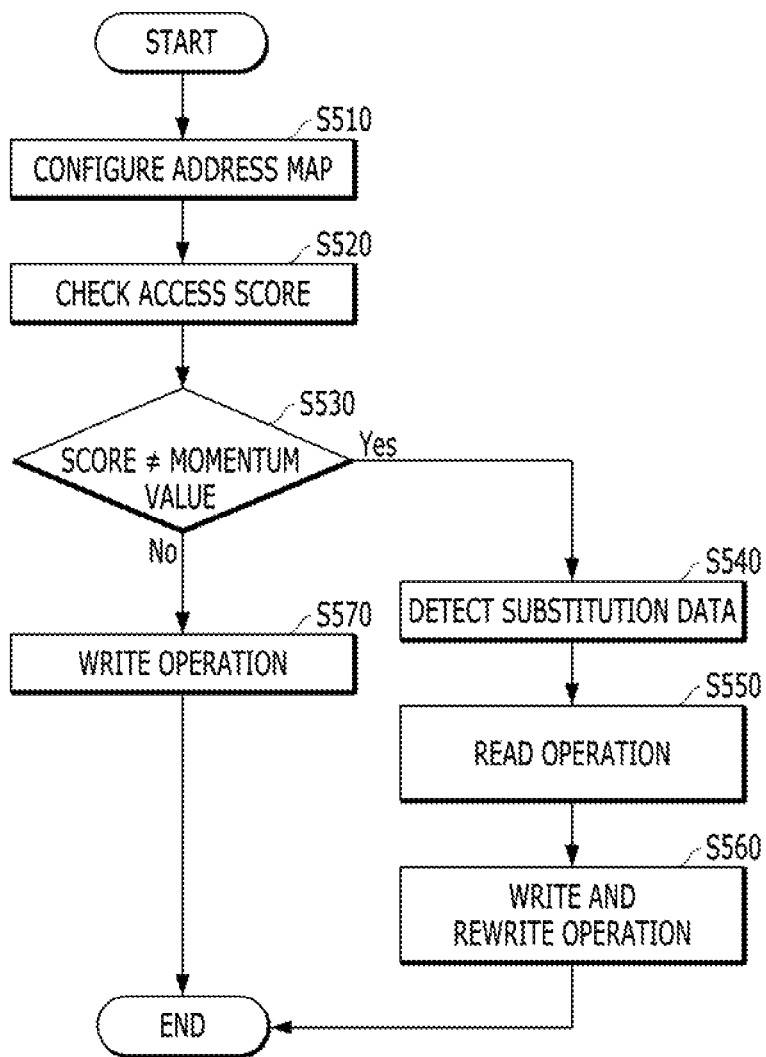 START
S510
CONFIGURE ADDRESS MAP
S520
CHECK ACCESS SCORE
S530
SCORE ≠ MOMENTUM
VALUE
Yes
No
S540
DETECT SUBSTITUTION DATA
S570
WRITE OPERATION
S550
READ OPERATION
S560
WRITE AND
REWRITE OPERATION
END